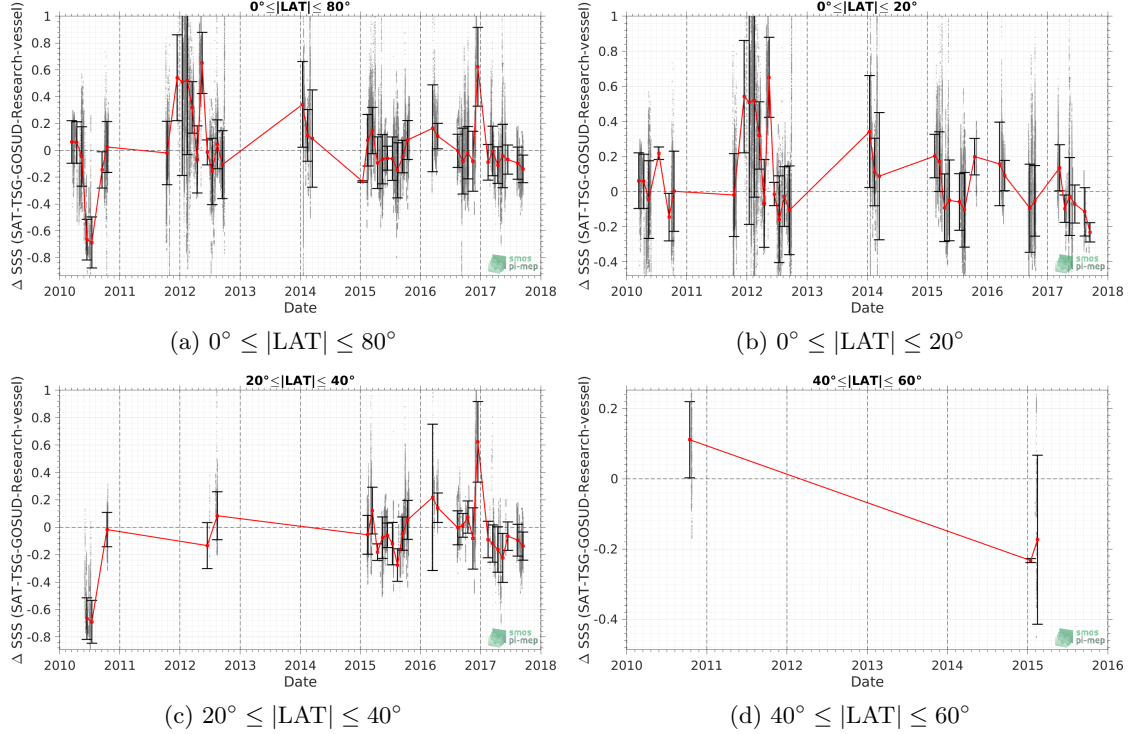 0°≤|LAT|≤ 80°
Δ SSS (SAT-TSG-GOSUD-Research-vessel)
1
0.8
0.6
0.4
0.2
0
-0.2
-0.4
-0.6
-0.8
2010 2011 2012 2013 2014 2015 2016 2017 2018
Date
smos
pi-mep
(a) 0° ≤ |LAT| ≤ 80°
0°≤|LAT|≤ 20°
Δ SSS (SAT-TSG-GOSUD-Research-vessel)
1
0.8
0.6
0.4
0.2
0
-0.2
-0.4
2010 2011 2012 2013 2014 2015 2016 2017 2018
Date
smos
pi-mep
(b) 0° ≤ |LAT| ≤ 20°
20°≤|LAT|≤ 40°
Δ SSS (SAT-TSG-GOSUD-Research-vessel)
1
0.8
0.6
0.4
0.2
0
-0.2
-0.4
-0.6
-0.8
2010 2011 2012 2013 2014 2015 2016 2017 2018
Date
smos
pi-mep
(c) 20° ≤ |LAT| ≤ 40°
40°≤|LAT|≤ 60°
Δ SSS (SAT-TSG-GOSUD-Research-vessel)
0.2
0
-0.2
-0.4
2010 2011 2012 2013 2014 2015 2016
Date
smos
pi-mep
(d) 40° ≤ |LAT| ≤ 60°